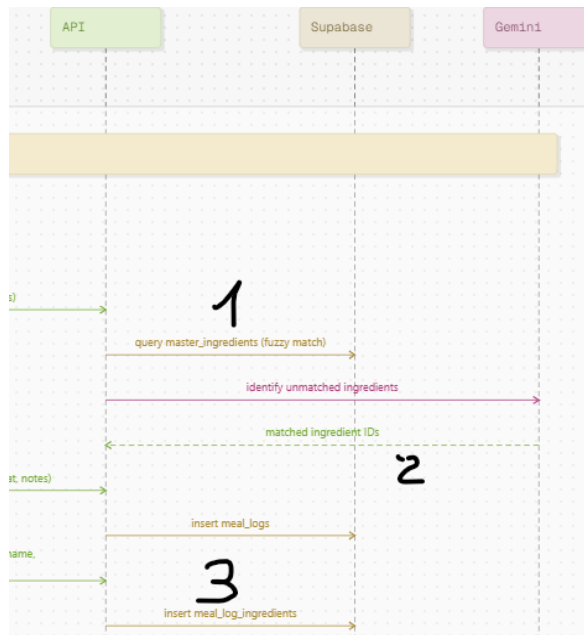 API
Supabase
Gemini
s)
1
query master_ingredients (fuzzy match)
identify unmatched ingredients
matched ingredient IDs
2
at, notes)
insert meal_logs
name,
3
insert meal_log_ingredients